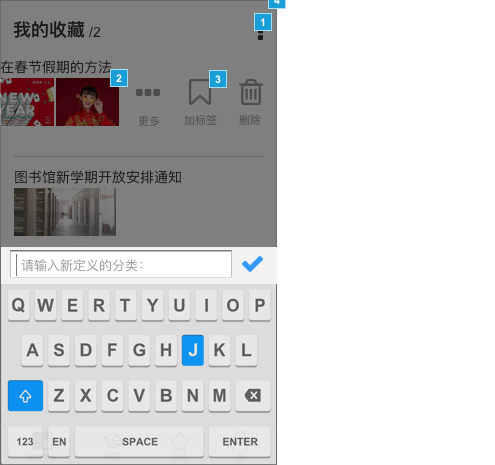 4
我的收藏 /2
1
在春节假期的方法
2
3
NEW
YEAR
更多
加标签
删除
图书馆新学期开放安排通知
请输入新定义的分类：
Q W E R T Y U I O P
A S D F G H J K L
Z X C V B N M
123 EN SPACE ENTER